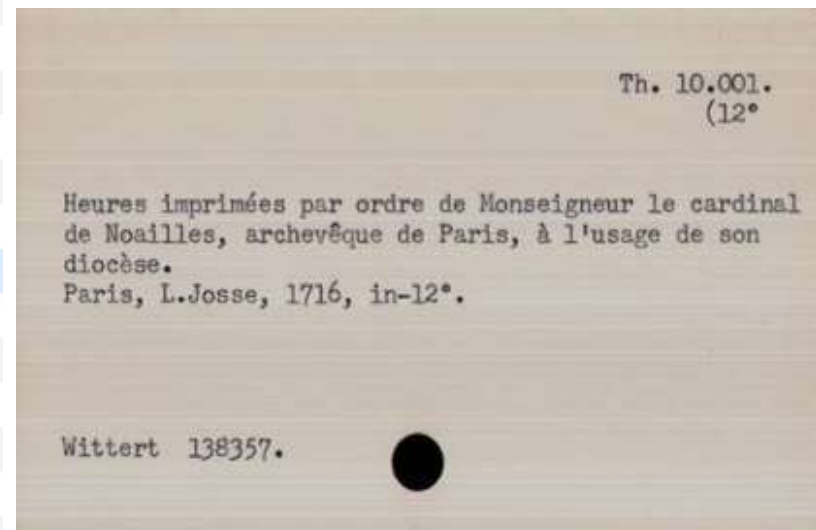 Th. 10.001.
(12°
Heures imprimées par ordre de Monseigneur le cardinal
de Noailles, archevêque de Paris, à l'usage de son
diocèse.
Paris, L.Josse, 1716, in-12°.
Wittert 138357.